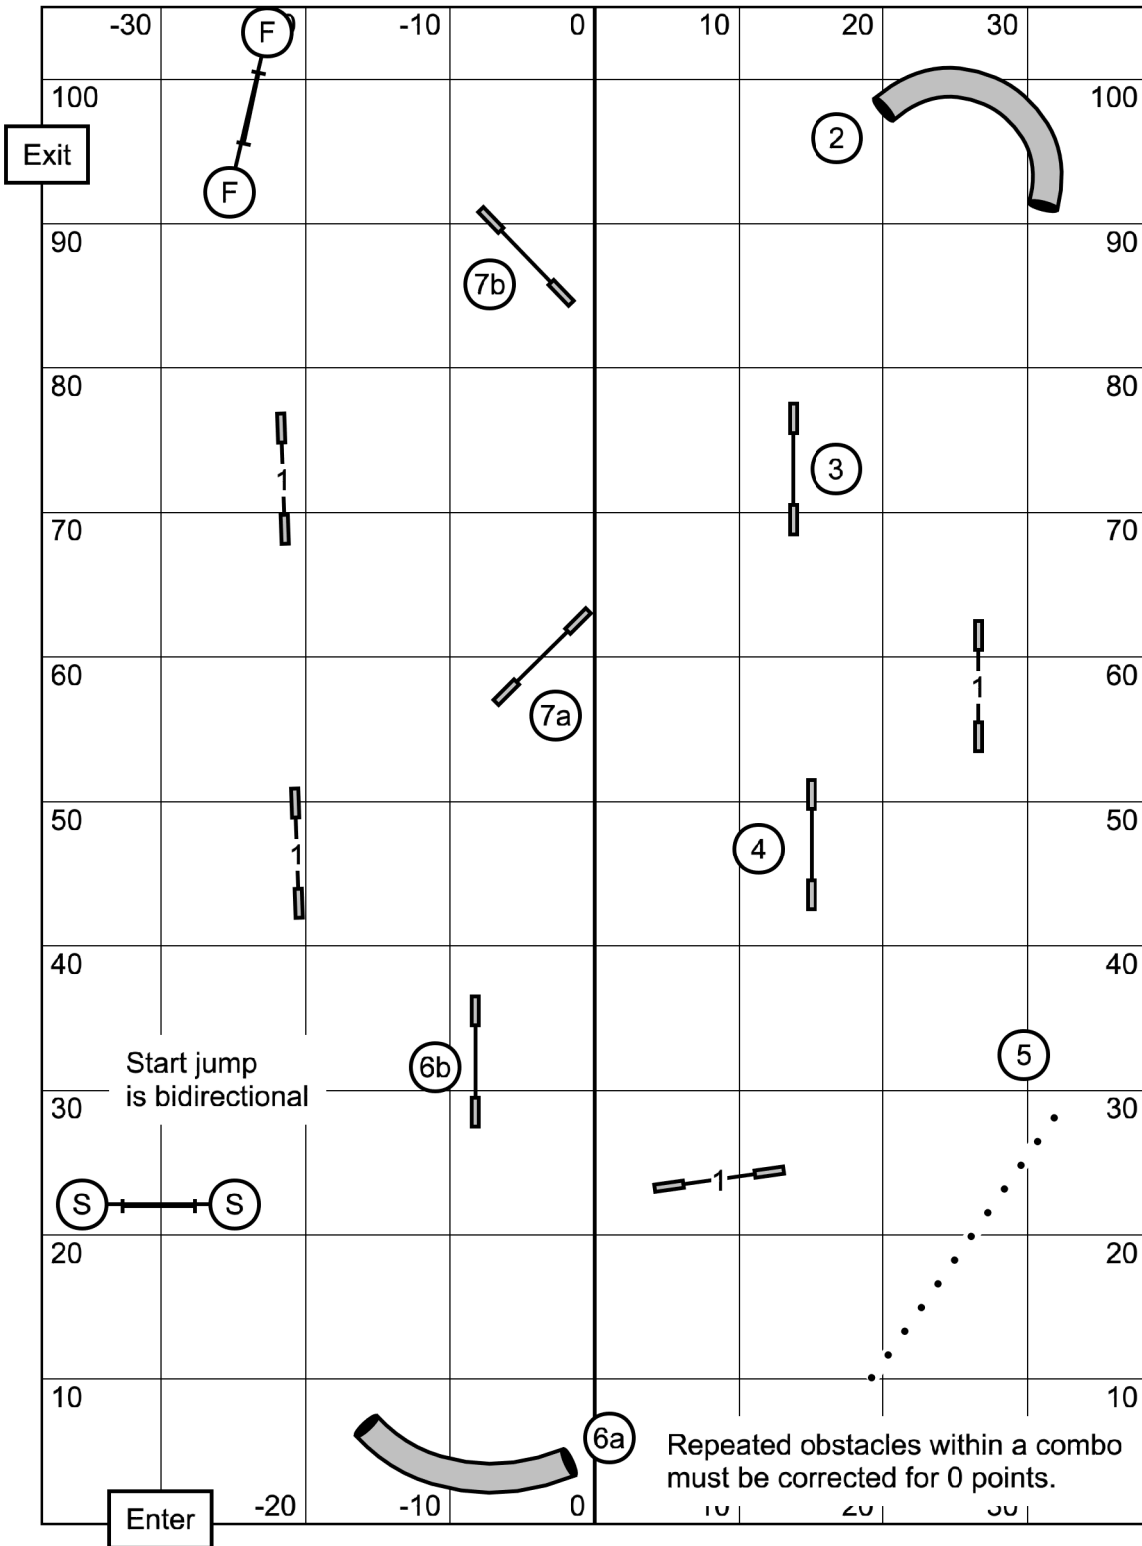 -30 -10 0 10 20 30
F
100 100
2
Exit
F
90 90
7b
80 80
1
3
70 70
60 60
1
7a
50 50
4
1
40 40
5
Start jump
6b
is bidirectional
30 30
1
S S
20 20
10 10
6a
Repeated obstacles within a combo
must be corrected for 0 points.
-20 -10 0
Enter